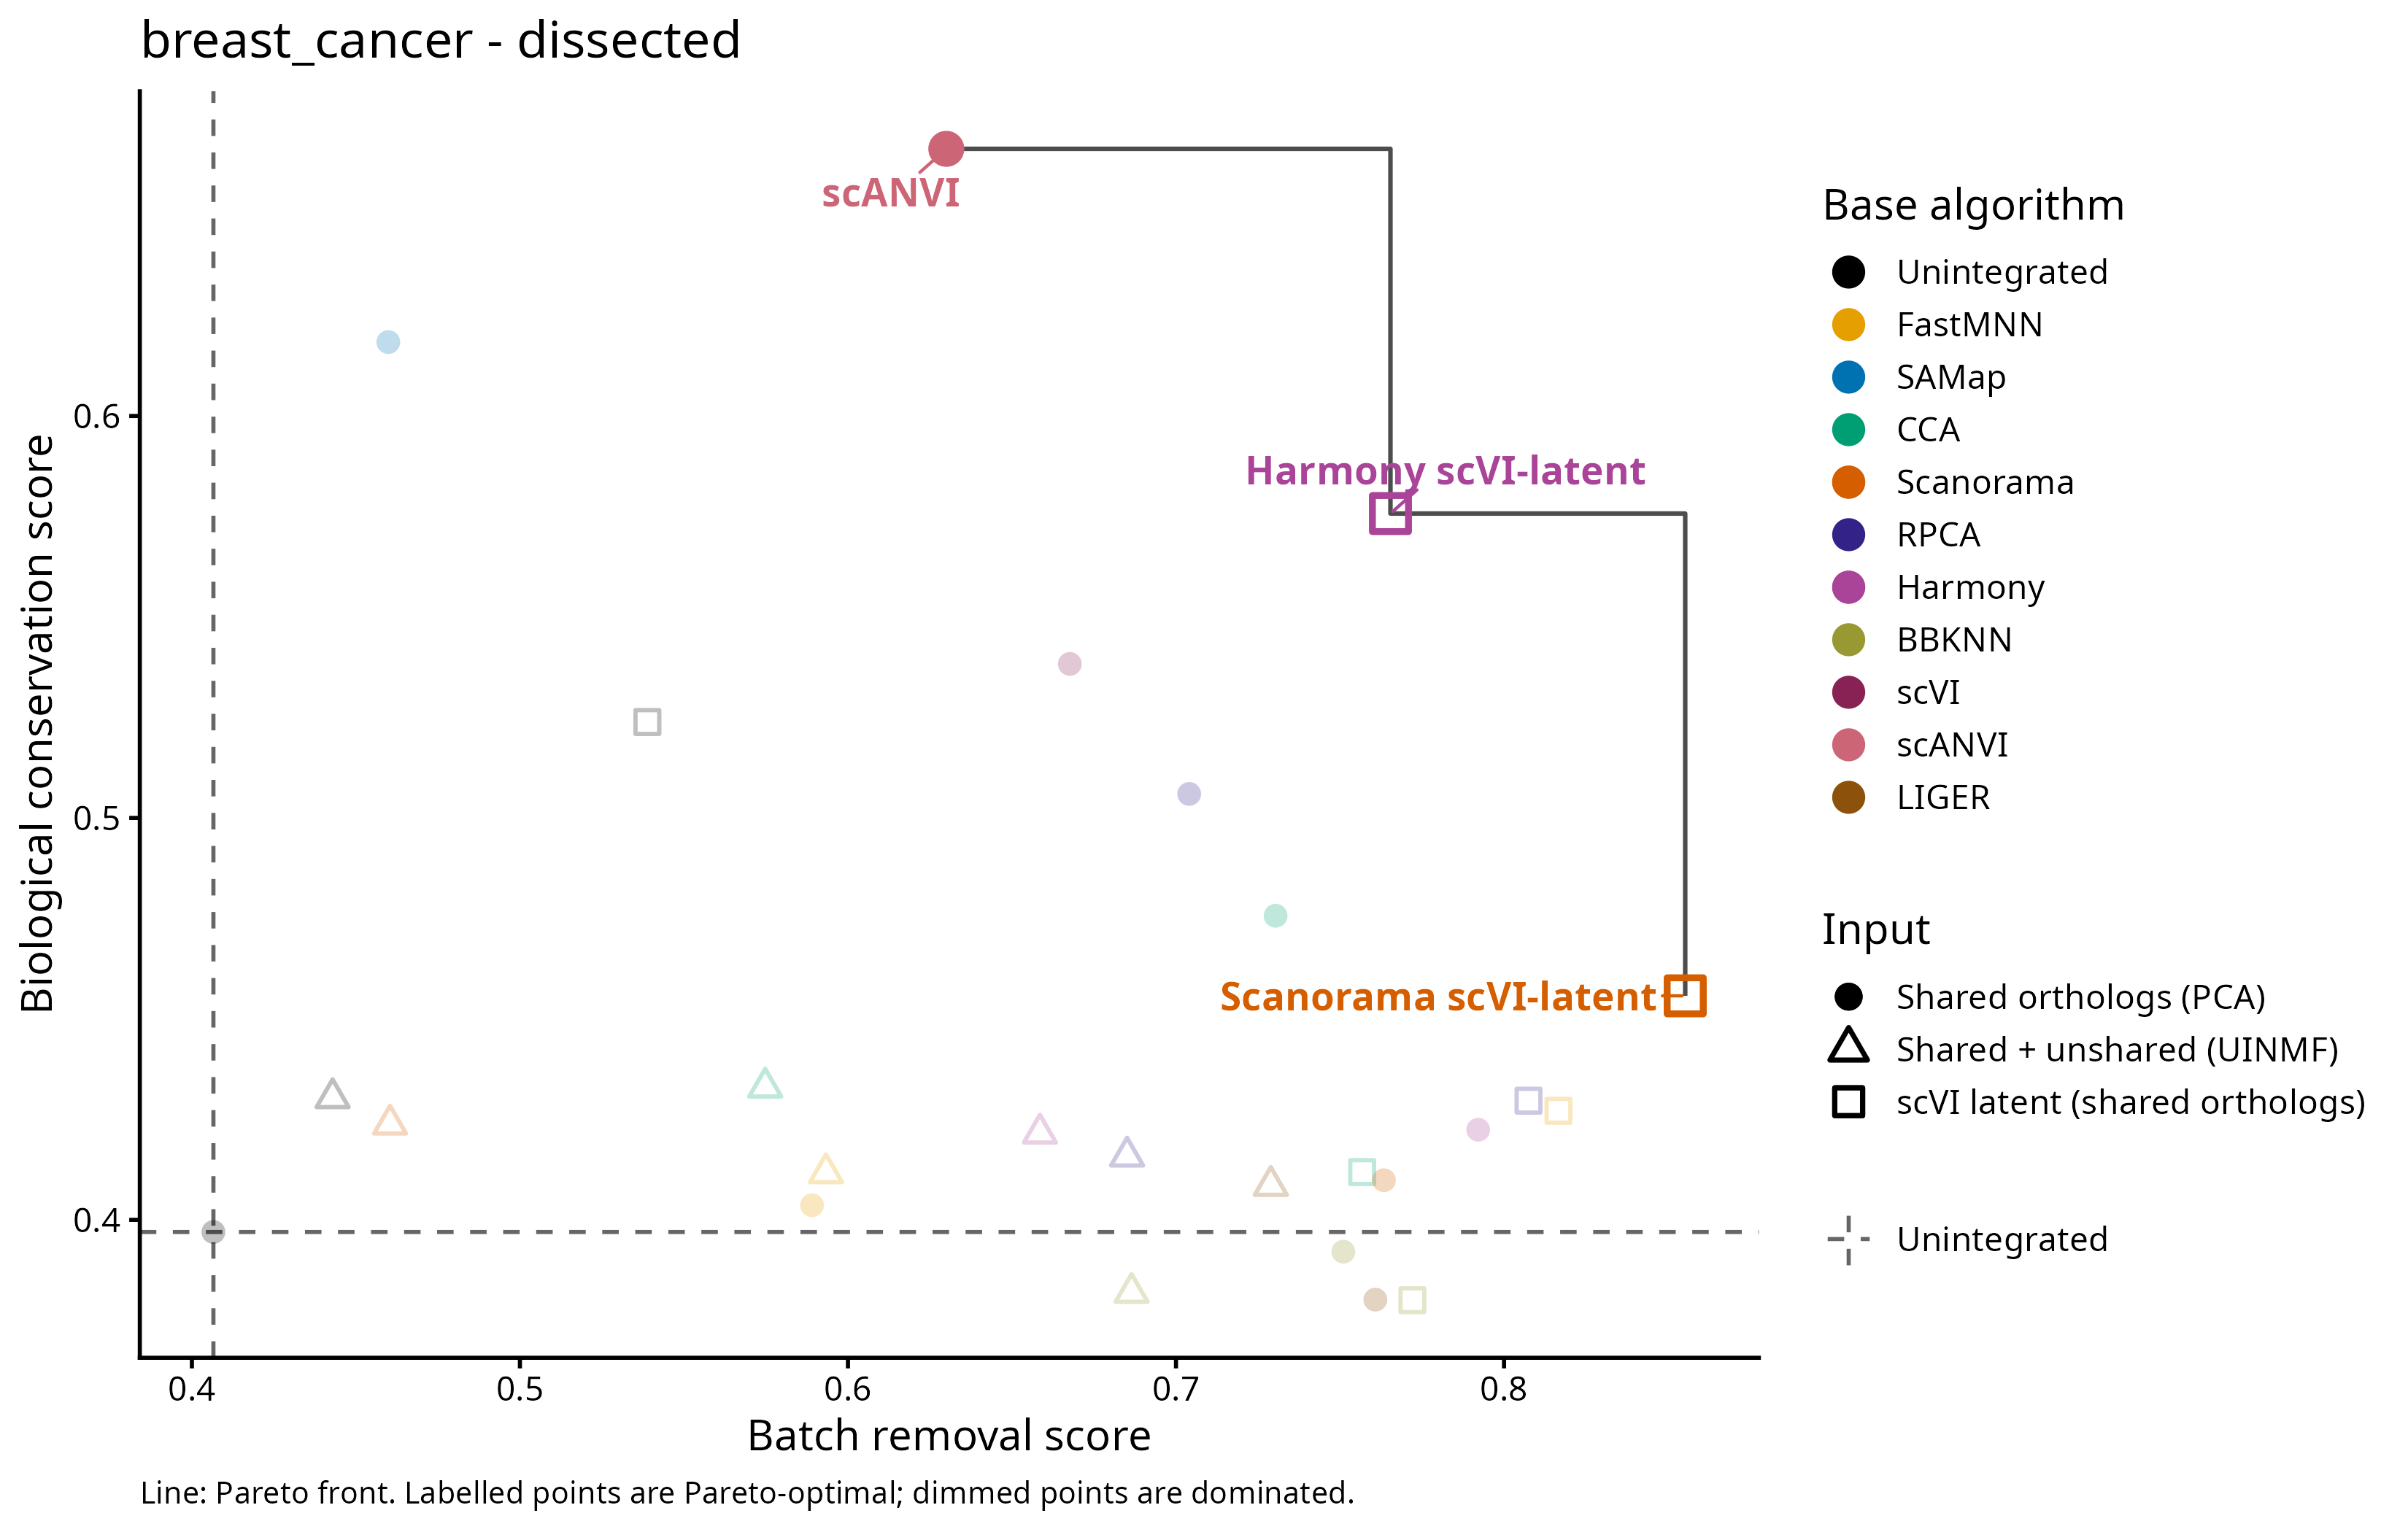 breast_cancer - dissected
Biological conservation score
0.6
0.5
0.4
scANVI
Harmony scVI-latent
Scanorama scVI-latent
0.4
0.5
0.6
0.7
0.8
Batch removal score
Line: Pareto front. Labelled points are Pareto-optimal; dimmed points are dominated.
Base algorithm
Unintegrated
FastMNN
SAMap
CCA
Scanorama
RPCA
Harmony
BBKNN
scVI
scANVI
LIGER
Input
Shared orthologs (PCA)
Shared + unshared (UINMF)
scVI latent (shared orthologs)
Unintegrated